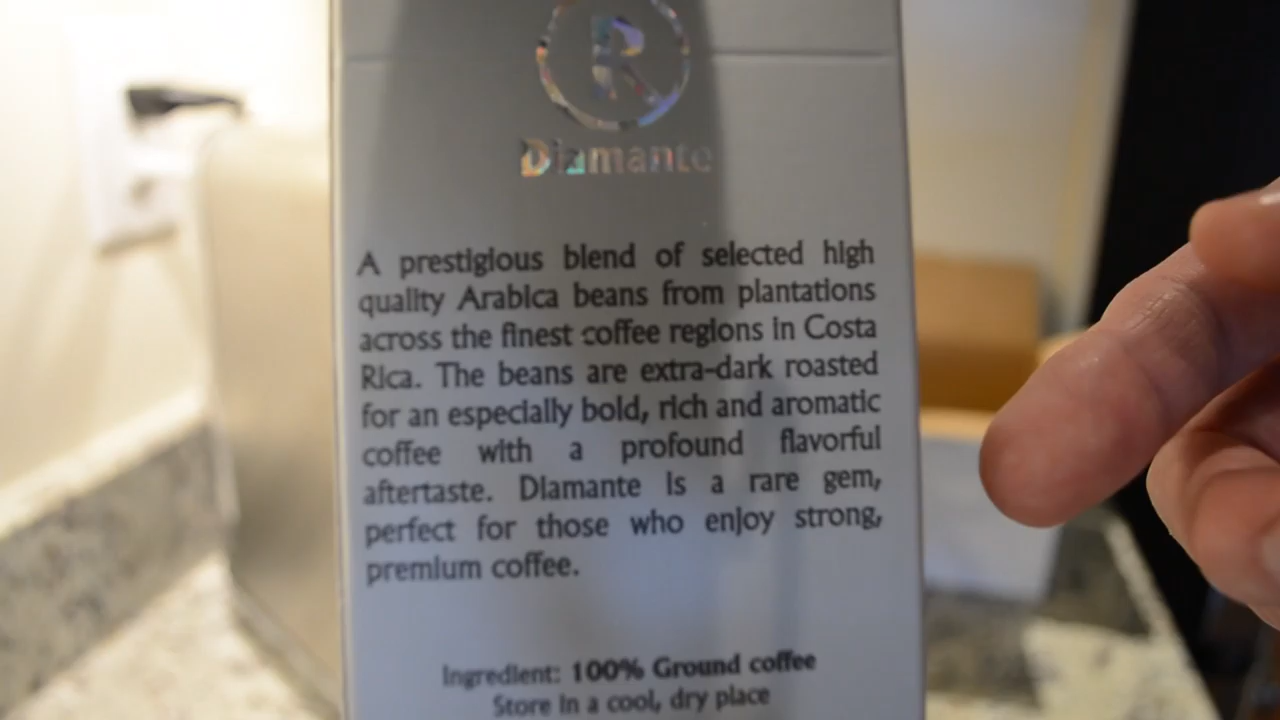 R
Diamante
A prestigious blend of selected high
quality Arabica beans from plantations
across the finest coffee regions in Costa
Rica. The beans are extra-dark roasted
for an especially bold, rich and aromatic
coffee with a profound flavorful
aftertaste. Diamante is a rare gem,
perfect for those who enjoy strong,
premium coffee.
Ingredient: 100% Ground coffee
Store in a cool, dry place